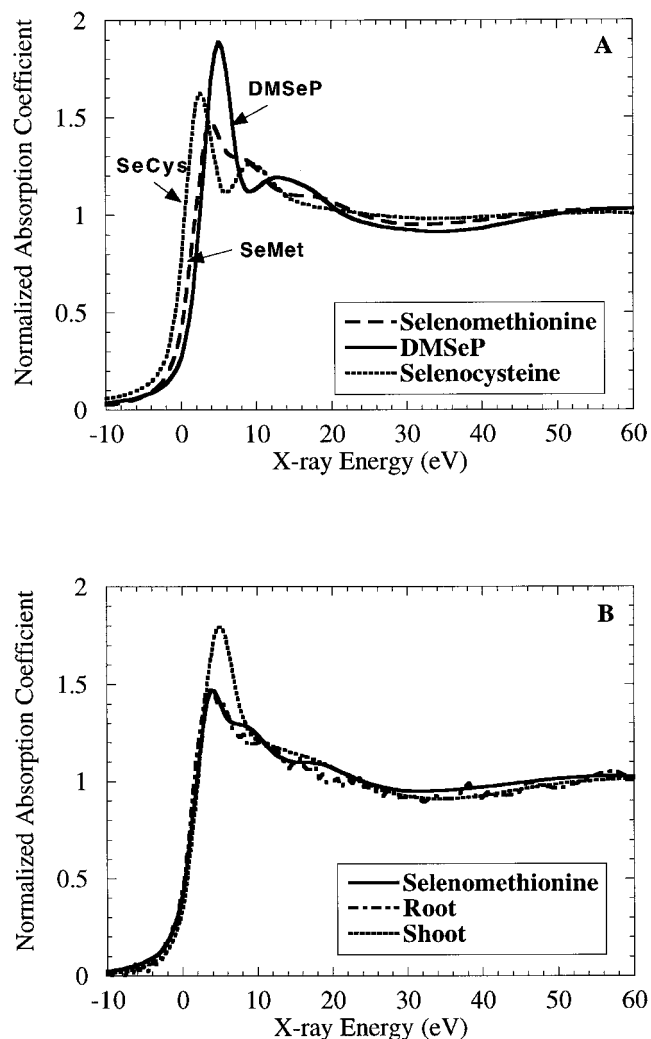 2
A
Normalized Absorption Coefficient
DMSeP
1.5
SeCys
1
SeMet
0.5
Selenomethionine
DMSeP
Selenocysteine
0
-10 0 10 20 30 40 50 60
X-ray Energy (eV)
2
B
Normalized Absorption Coefficient
1.5
1
0.5
Selenomethionine
Root
Shoot
0
-10 0 10 20 30 40 50 60
X-ray Energy (eV)